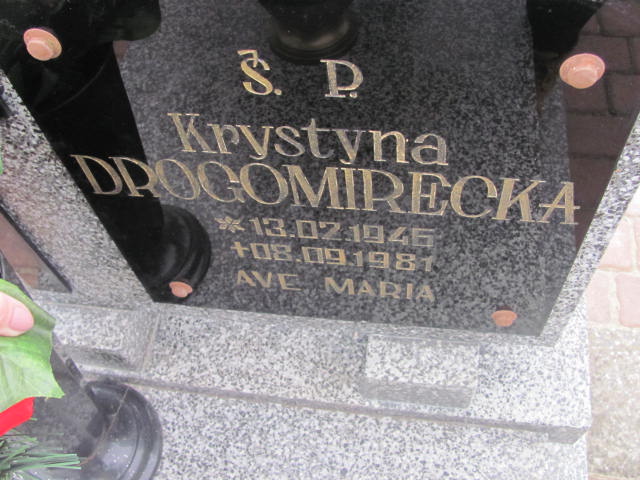 Ś. P.
Krystyna
DROGOMIRECKA
*13.02.1946
+08.09.1981
AVE MARIA